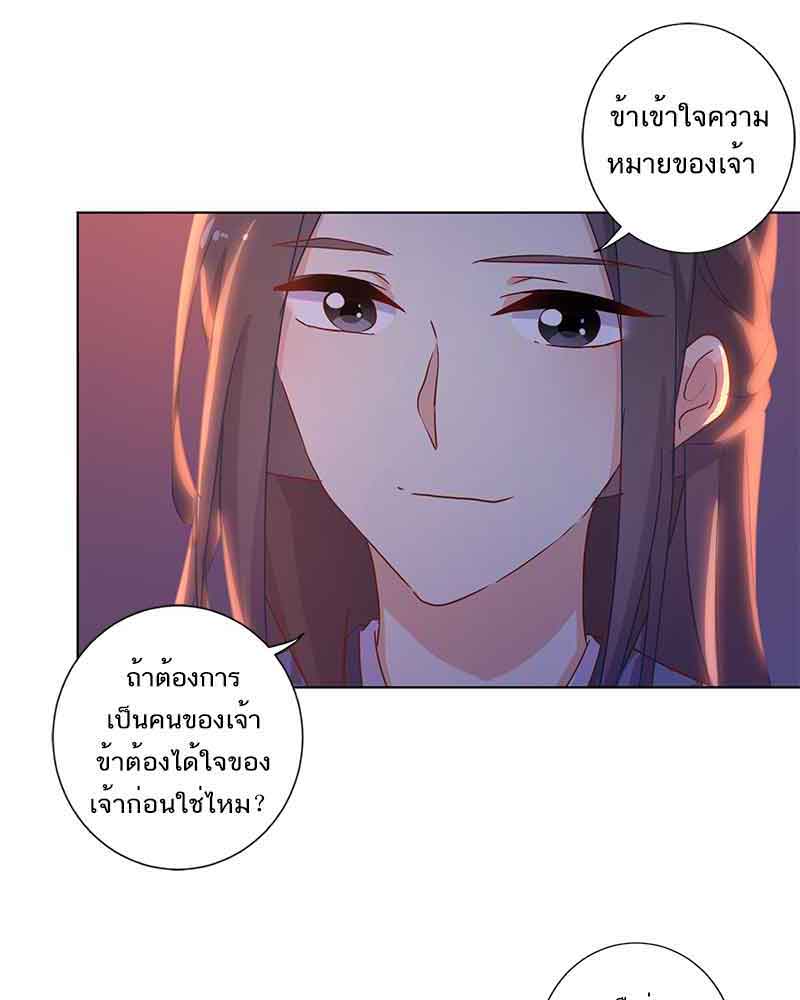 ข้าเข้าใจความ
หมายของเจ้า
ถ้าต้องการ
เป็นคนของเจ้า
ข้าต้องได้ใจของ
เจ้าก่อนใช่ไหม?